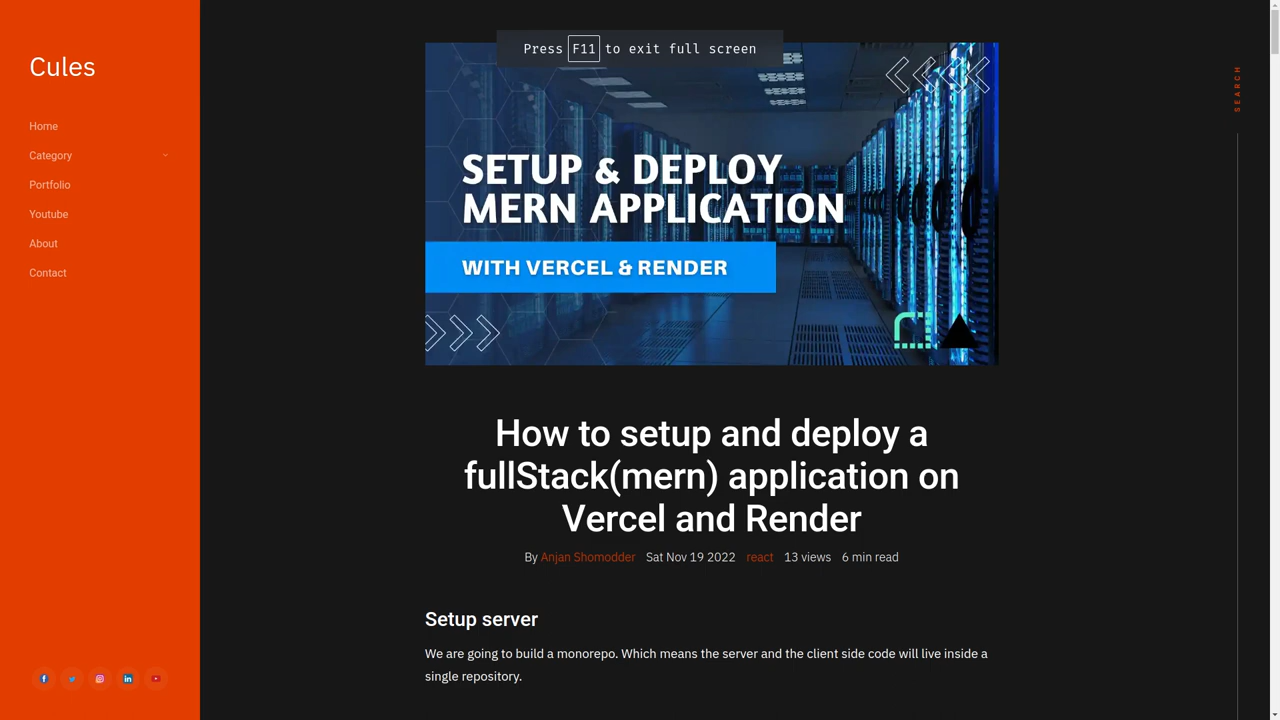 Cules
Home
Category
Portfolio
Youtube
About
Contact
Press F11 to exit full screen
SETUP & DEPLOY
MERN APPLICATION
WITH VERCEL & RENDER
SEARCH
How to setup and deploy a
fullStack(mern) application on
Vercel and Render
By Anjan Shomodder Sat Nov 19 2022 react 13 views 6 min read
Setup server
We are going to build a monorepo. Which means the server and the client side code will live inside a
single repository.